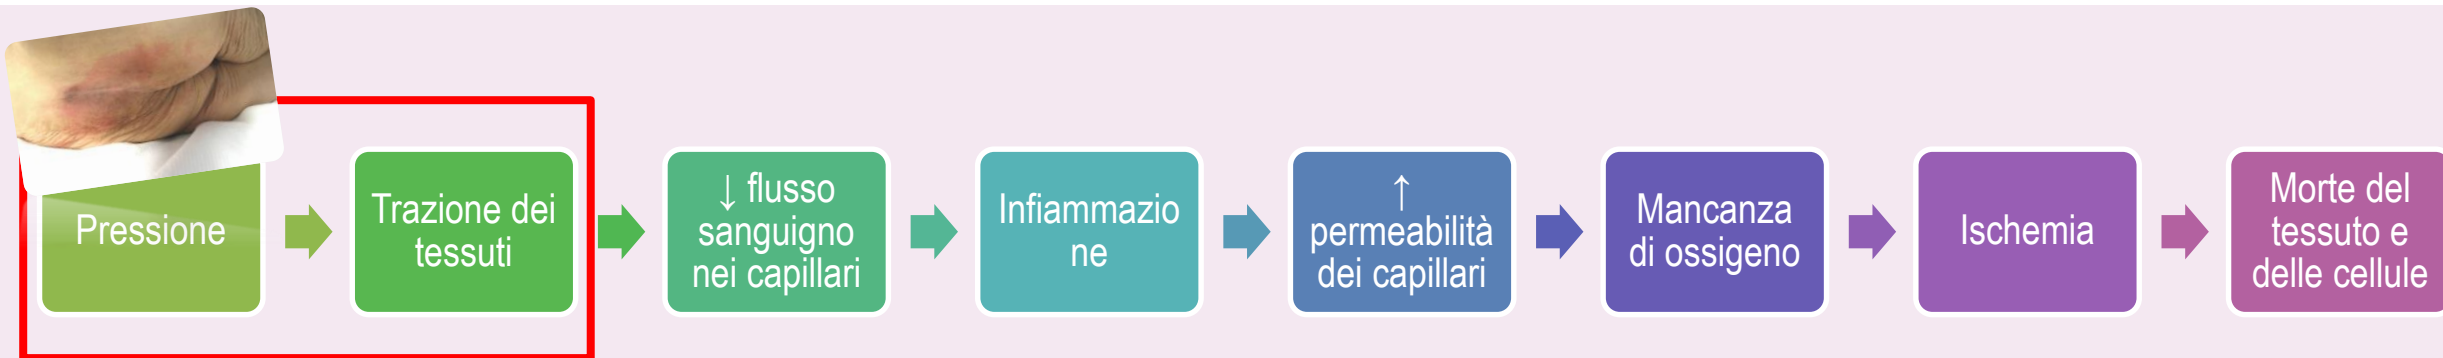 Pressione
Trazione dei
tessuti
↓ flusso
sanguigno
nei capillari
Infiammazio
ne
↑
permeabilità
dei capillari
Mancanza
di ossigeno
Ischemia
Morte del
tessuto e
delle cellule